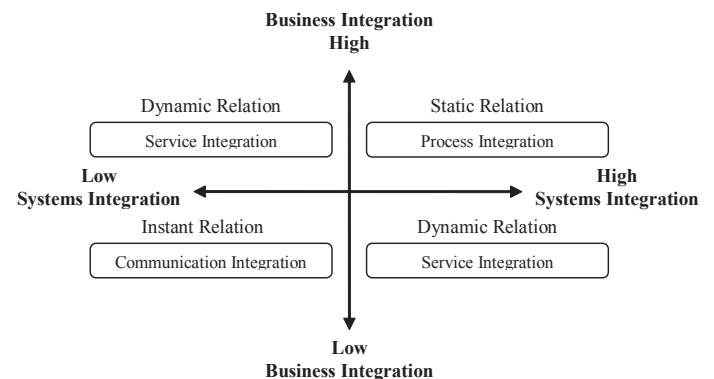 Business Integration
High
Dynamic Relation
Static Relation
Service Integration
Process Integration
Low
Systems Integration
High
Systems Integration
Instant Relation
Dynamic Relation
Communication Integration
Service Integration
Low
Business Integration